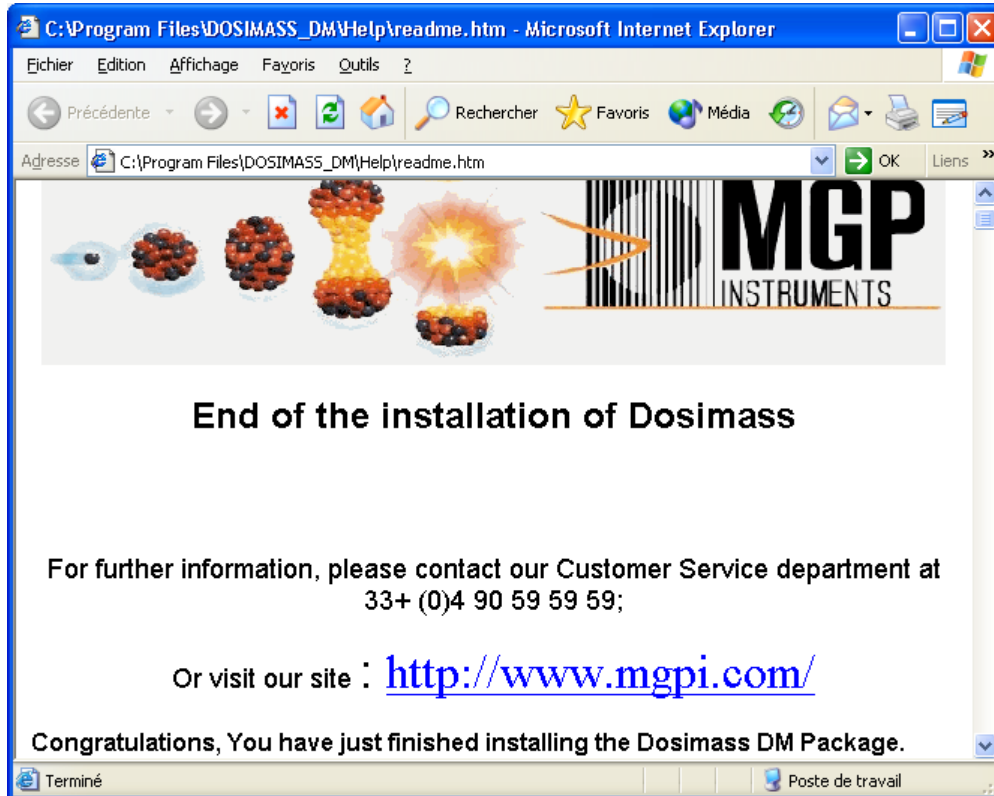 C:\Program Files\DOSIMASS_DM\Help\readme.htm - Microsoft Internet Explorer
Fichier Edition Affichage Favoris Outils ?
Précédente Rechercher Favoris Média
Adresse C:\Program Files\DOSIMASS_DM\Help\readme.htm OK Liens »
MGP
INSTRUMENTS
End of the installation of Dosimass
For further information, please contact our Customer Service department at
33+ (0)4 90 59 59 59;
Or visit our site : http://www.mgpi.com/
Congratulations, You have just finished installing the Dosimass DM Package.
Terminé Poste de travail